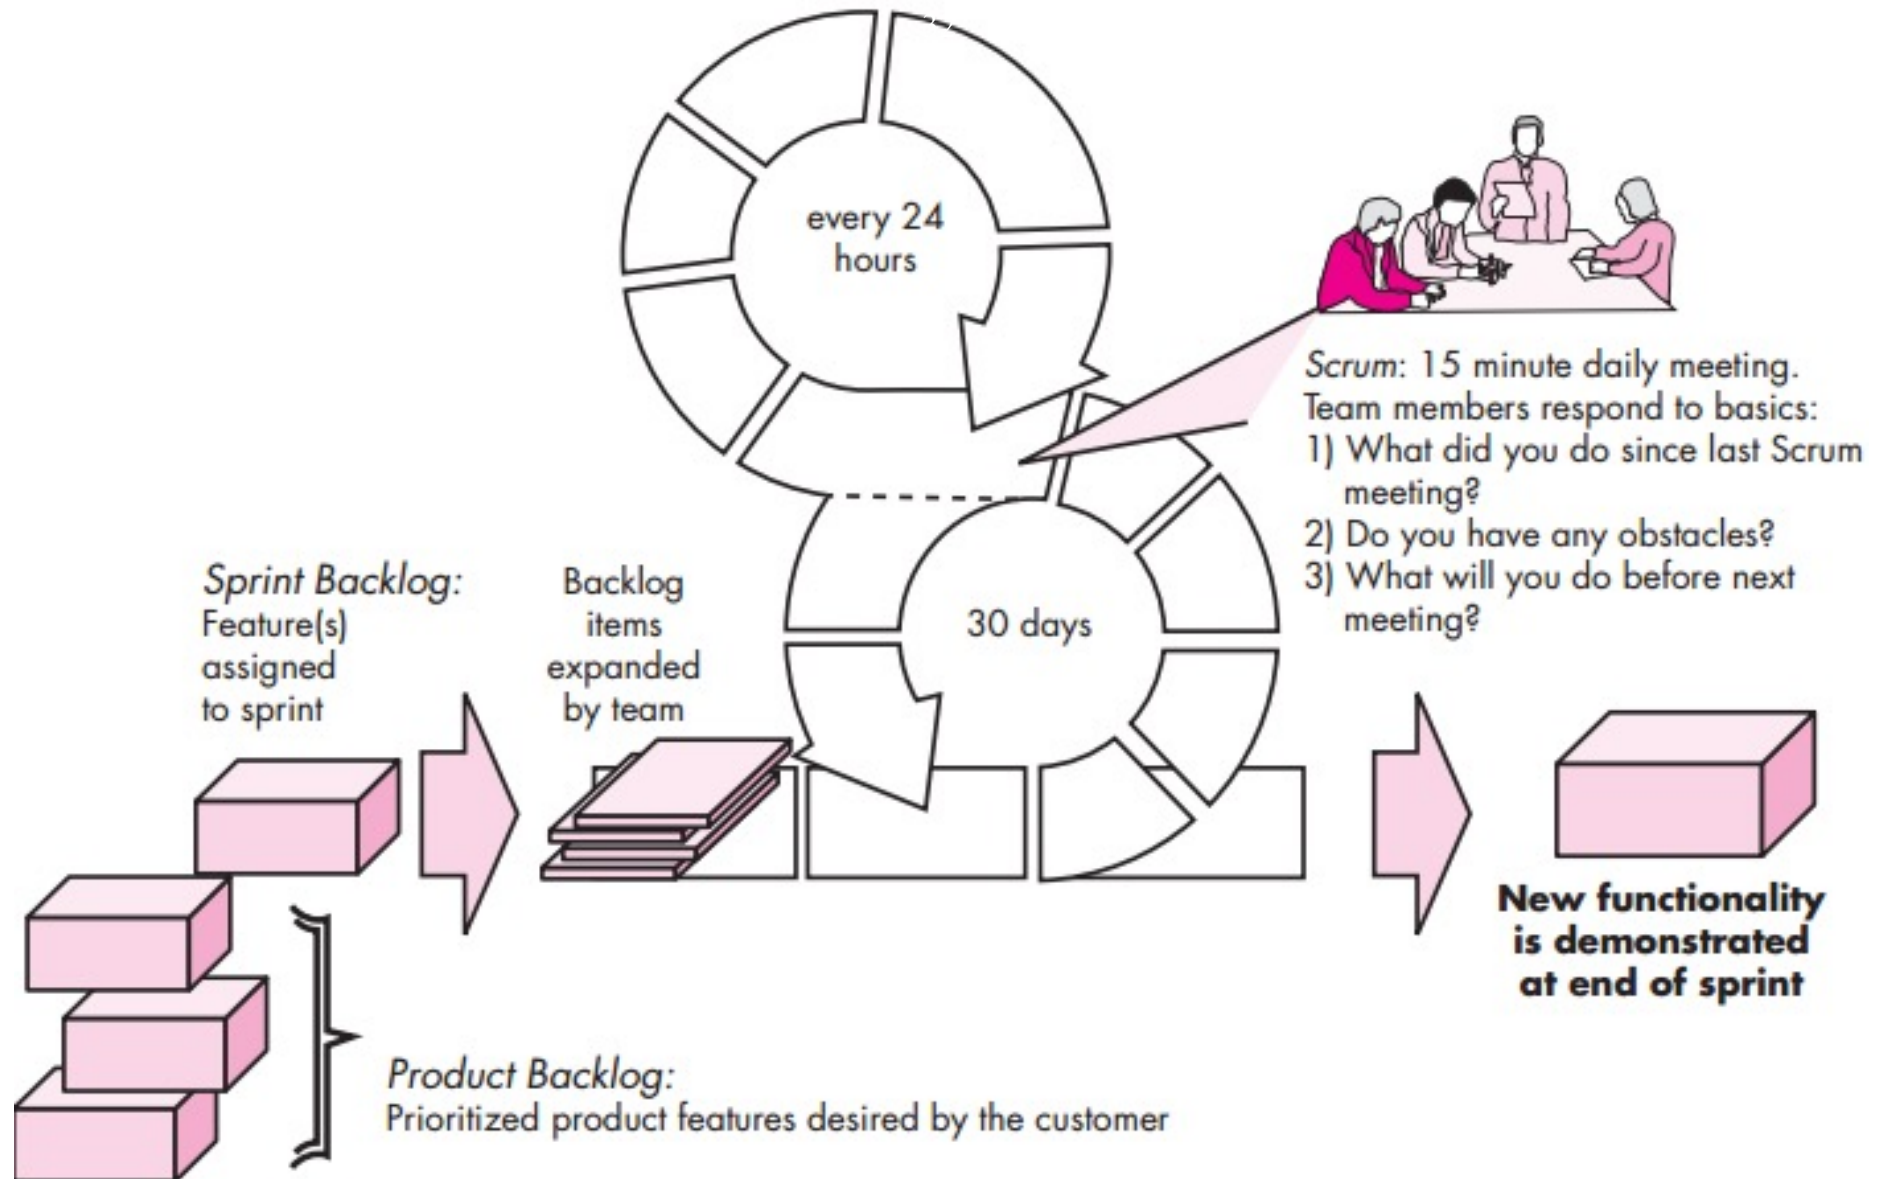 every 24
hours
Scrum: 15 minute daily meeting.
Team members respond to basics:
1) What did you do since last Scrum
meeting?
2) Do you have any obstacles?
3) What will you do before next
meeting?
Sprint Backlog:
Feature(s)
assigned
to sprint
Backlog
items
expanded
by team
30 days
New functionality
is demonstrated
at end of sprint
Product Backlog:
Prioritized product features desired by the customer